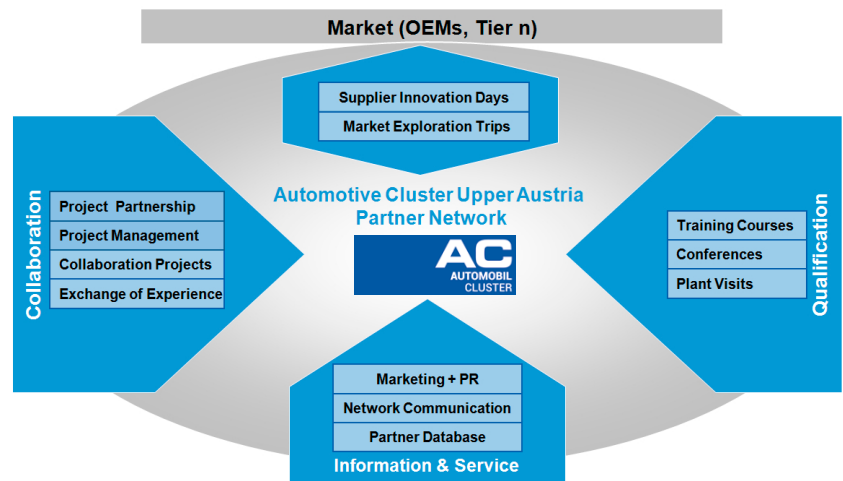 Market (OEMs, Tier n)
Supplier Innovation Days
Market Exploration Trips
Automotive Cluster Upper Austria
Partner Network
AC
AUTOMOBIL
CLUSTER
Collaboration
Project Partnership
Project Management
Collaboration Projects
Exchange of Experience
Training Courses
Conferences
Plant Visits
Qualification
Marketing + PR
Network Communication
Partner Database
Information & Service